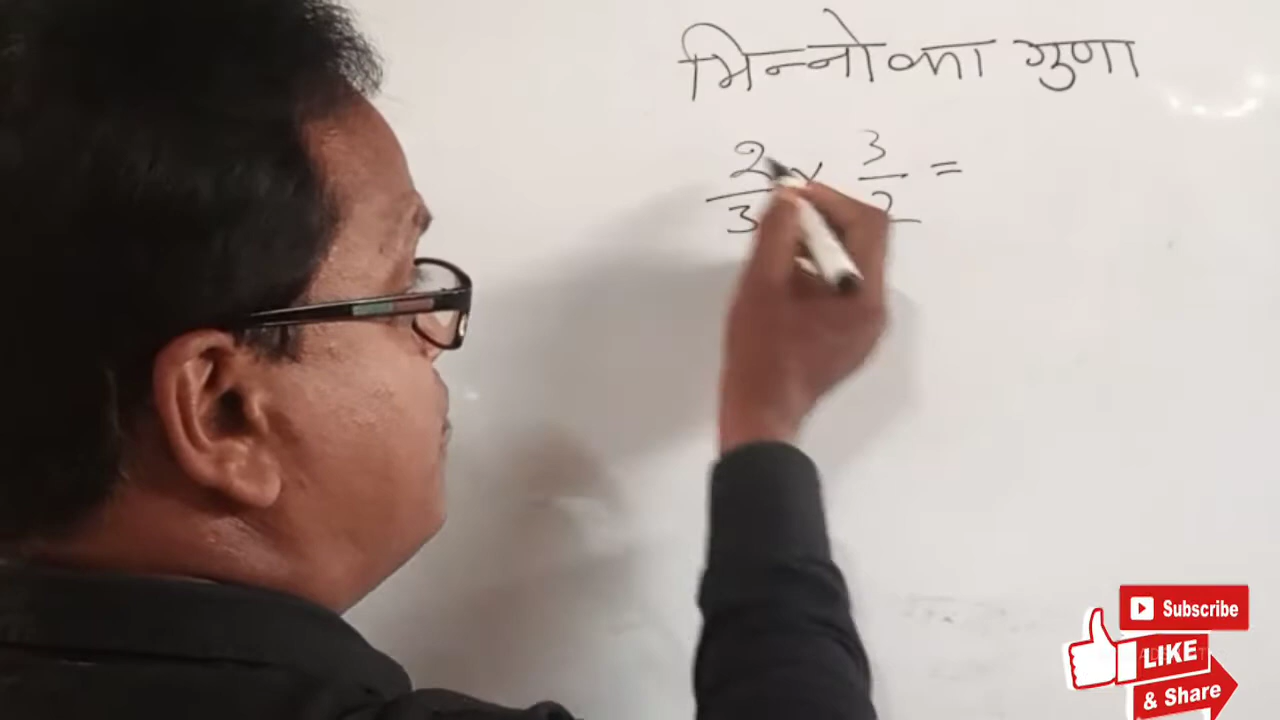 भिन्नो का गुणा
2/3 × 3/2 =
Subscribe
LIKE
& Share